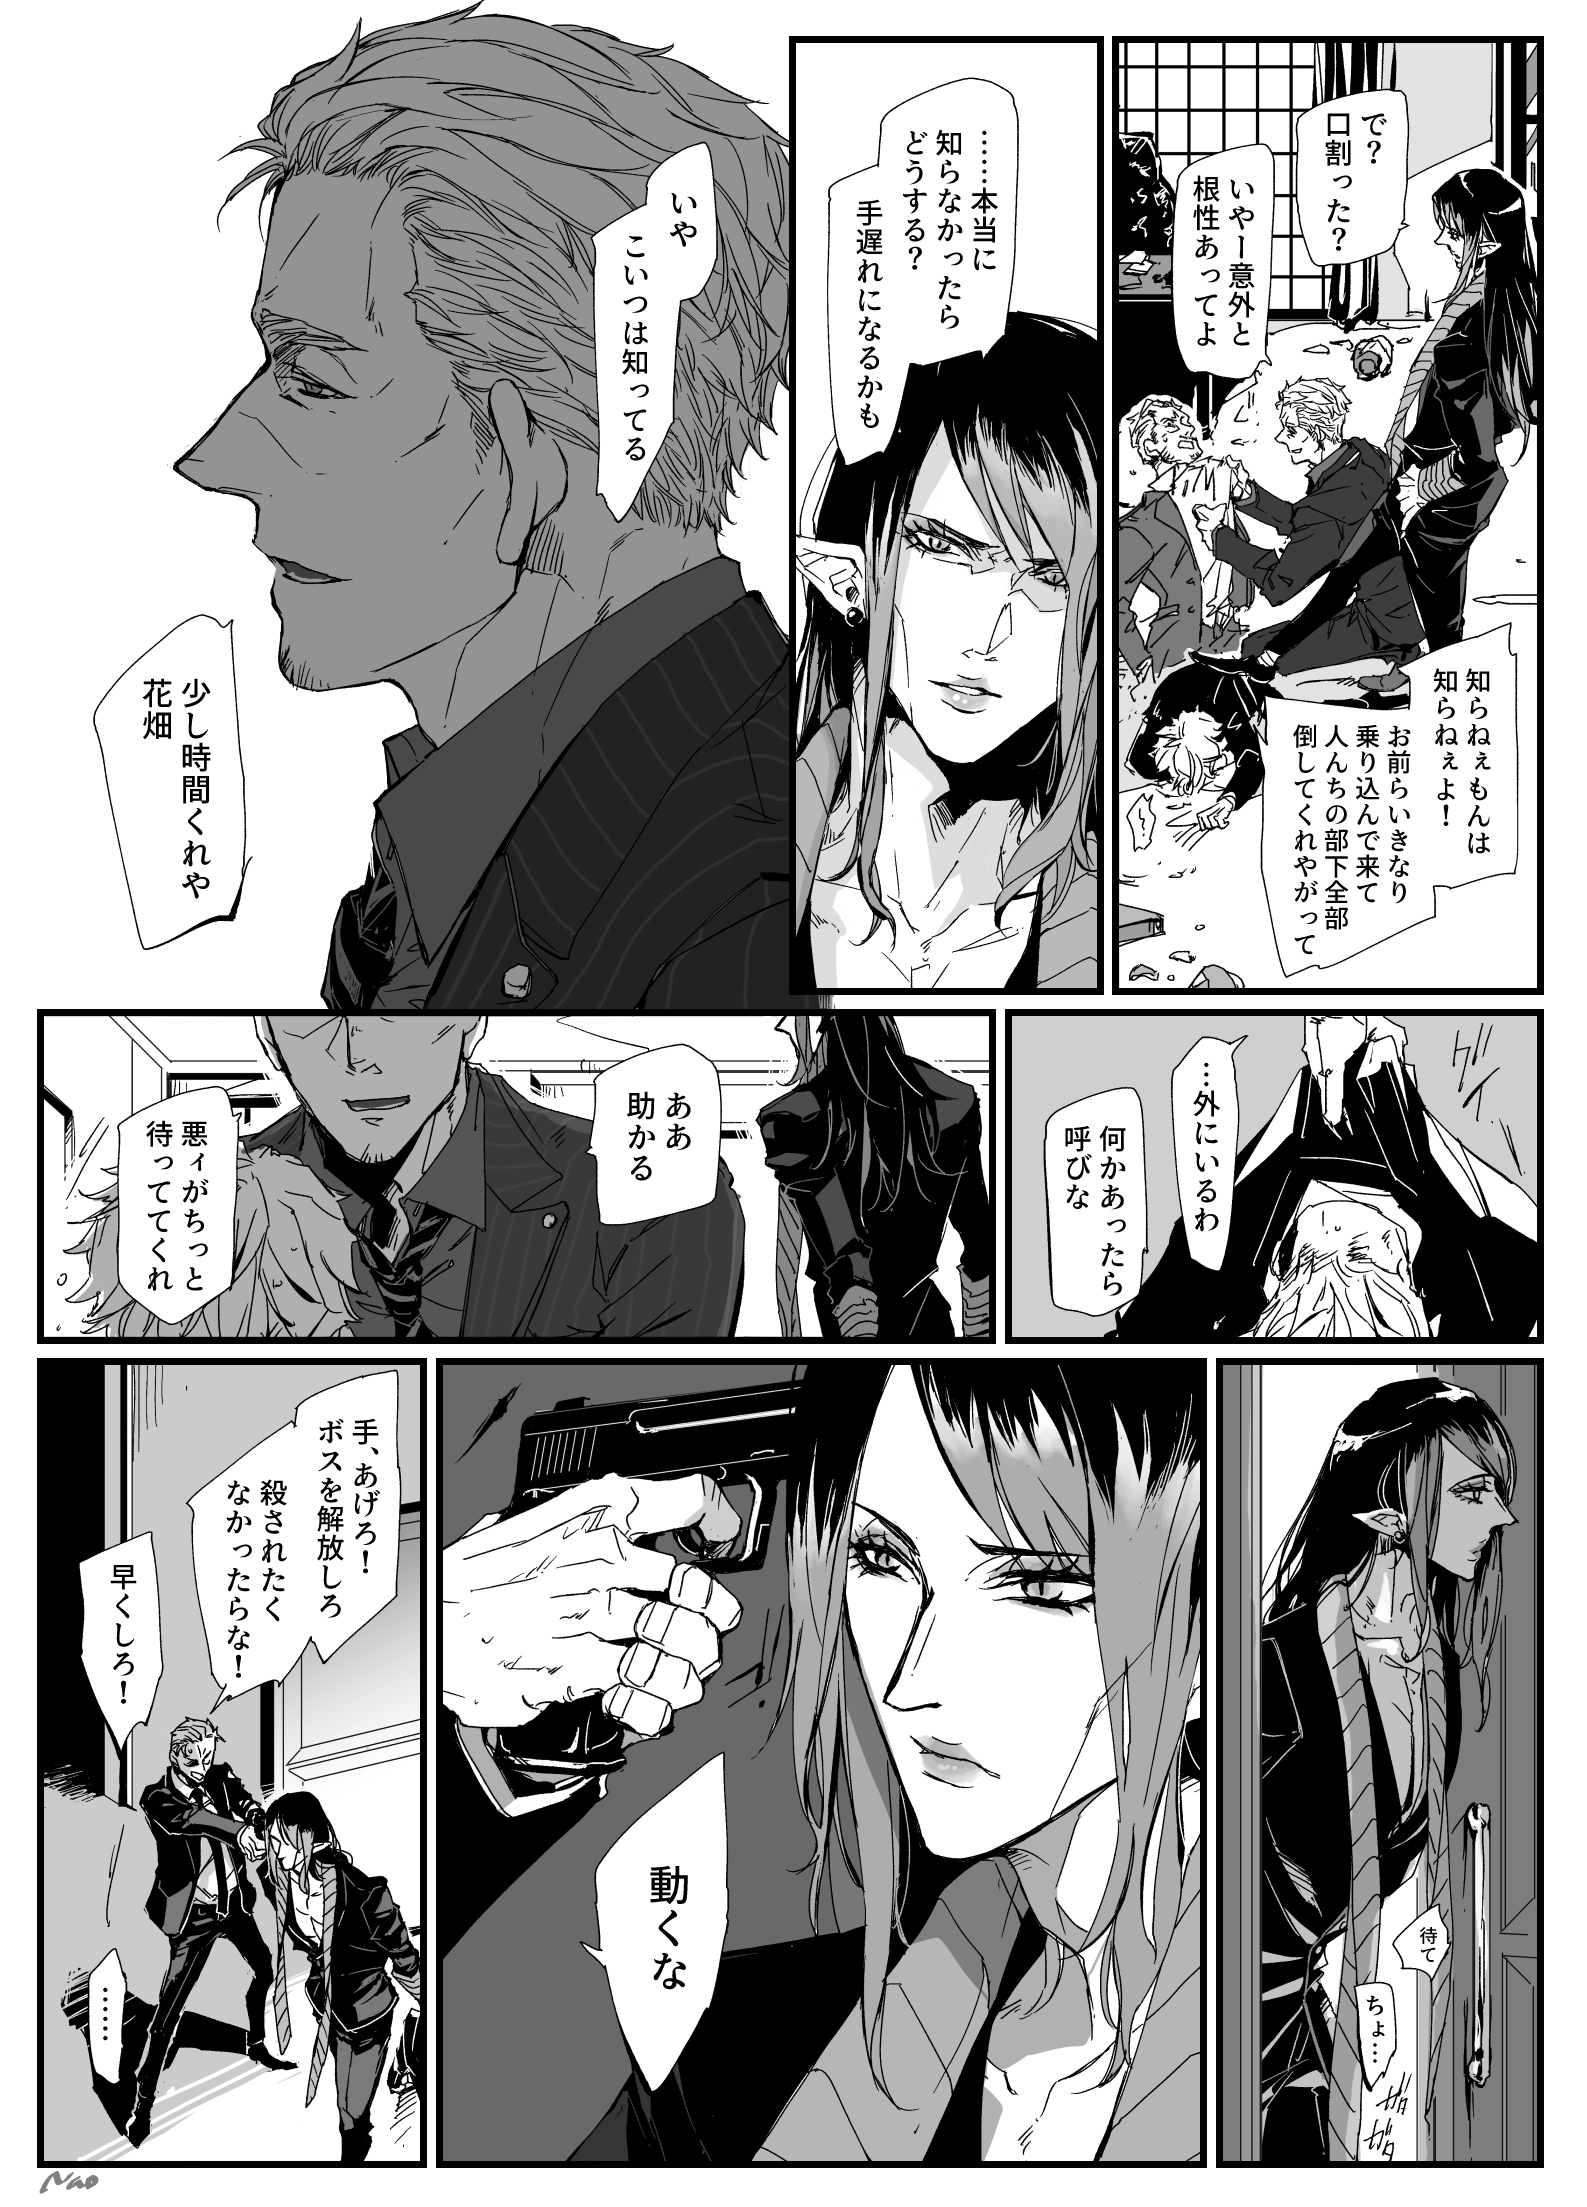 で?
口割った?
いやー意外と
根性あってよ
知らねぇもんは
知らねぇよ!
お前らいきなり
乗り込んで来て
人んちの部下全部
倒してくれやがって
……本当に
知らなかったら
どうする?
手遅れになるかも
いや
こいつは知ってる
少し時間くれや
花畑
…外にいるわ
何かあったら
呼びな
ああ
助かる
悪ィがちっと
待っててくれ
待て
ちょ…
ガタ
動くな
手、あげろ!
ボスを解放しろ
殺されたく
なかったらな!
早くしろ!
……
Nao